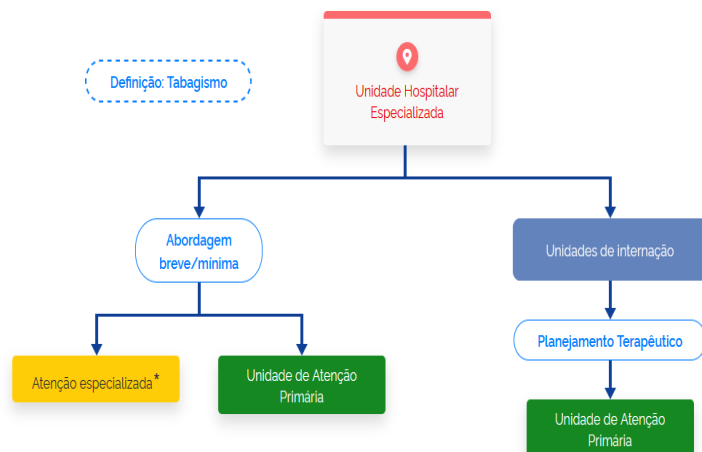 Definição: Tabagismo
Unidade Hospitalar
Especializada
Abordagem
breve/mínima
Unidades de internação
Planejamento Terapêutico
Atenção especializada*
Unidade de Atenção
Primária
Unidade de Atenção
Primária